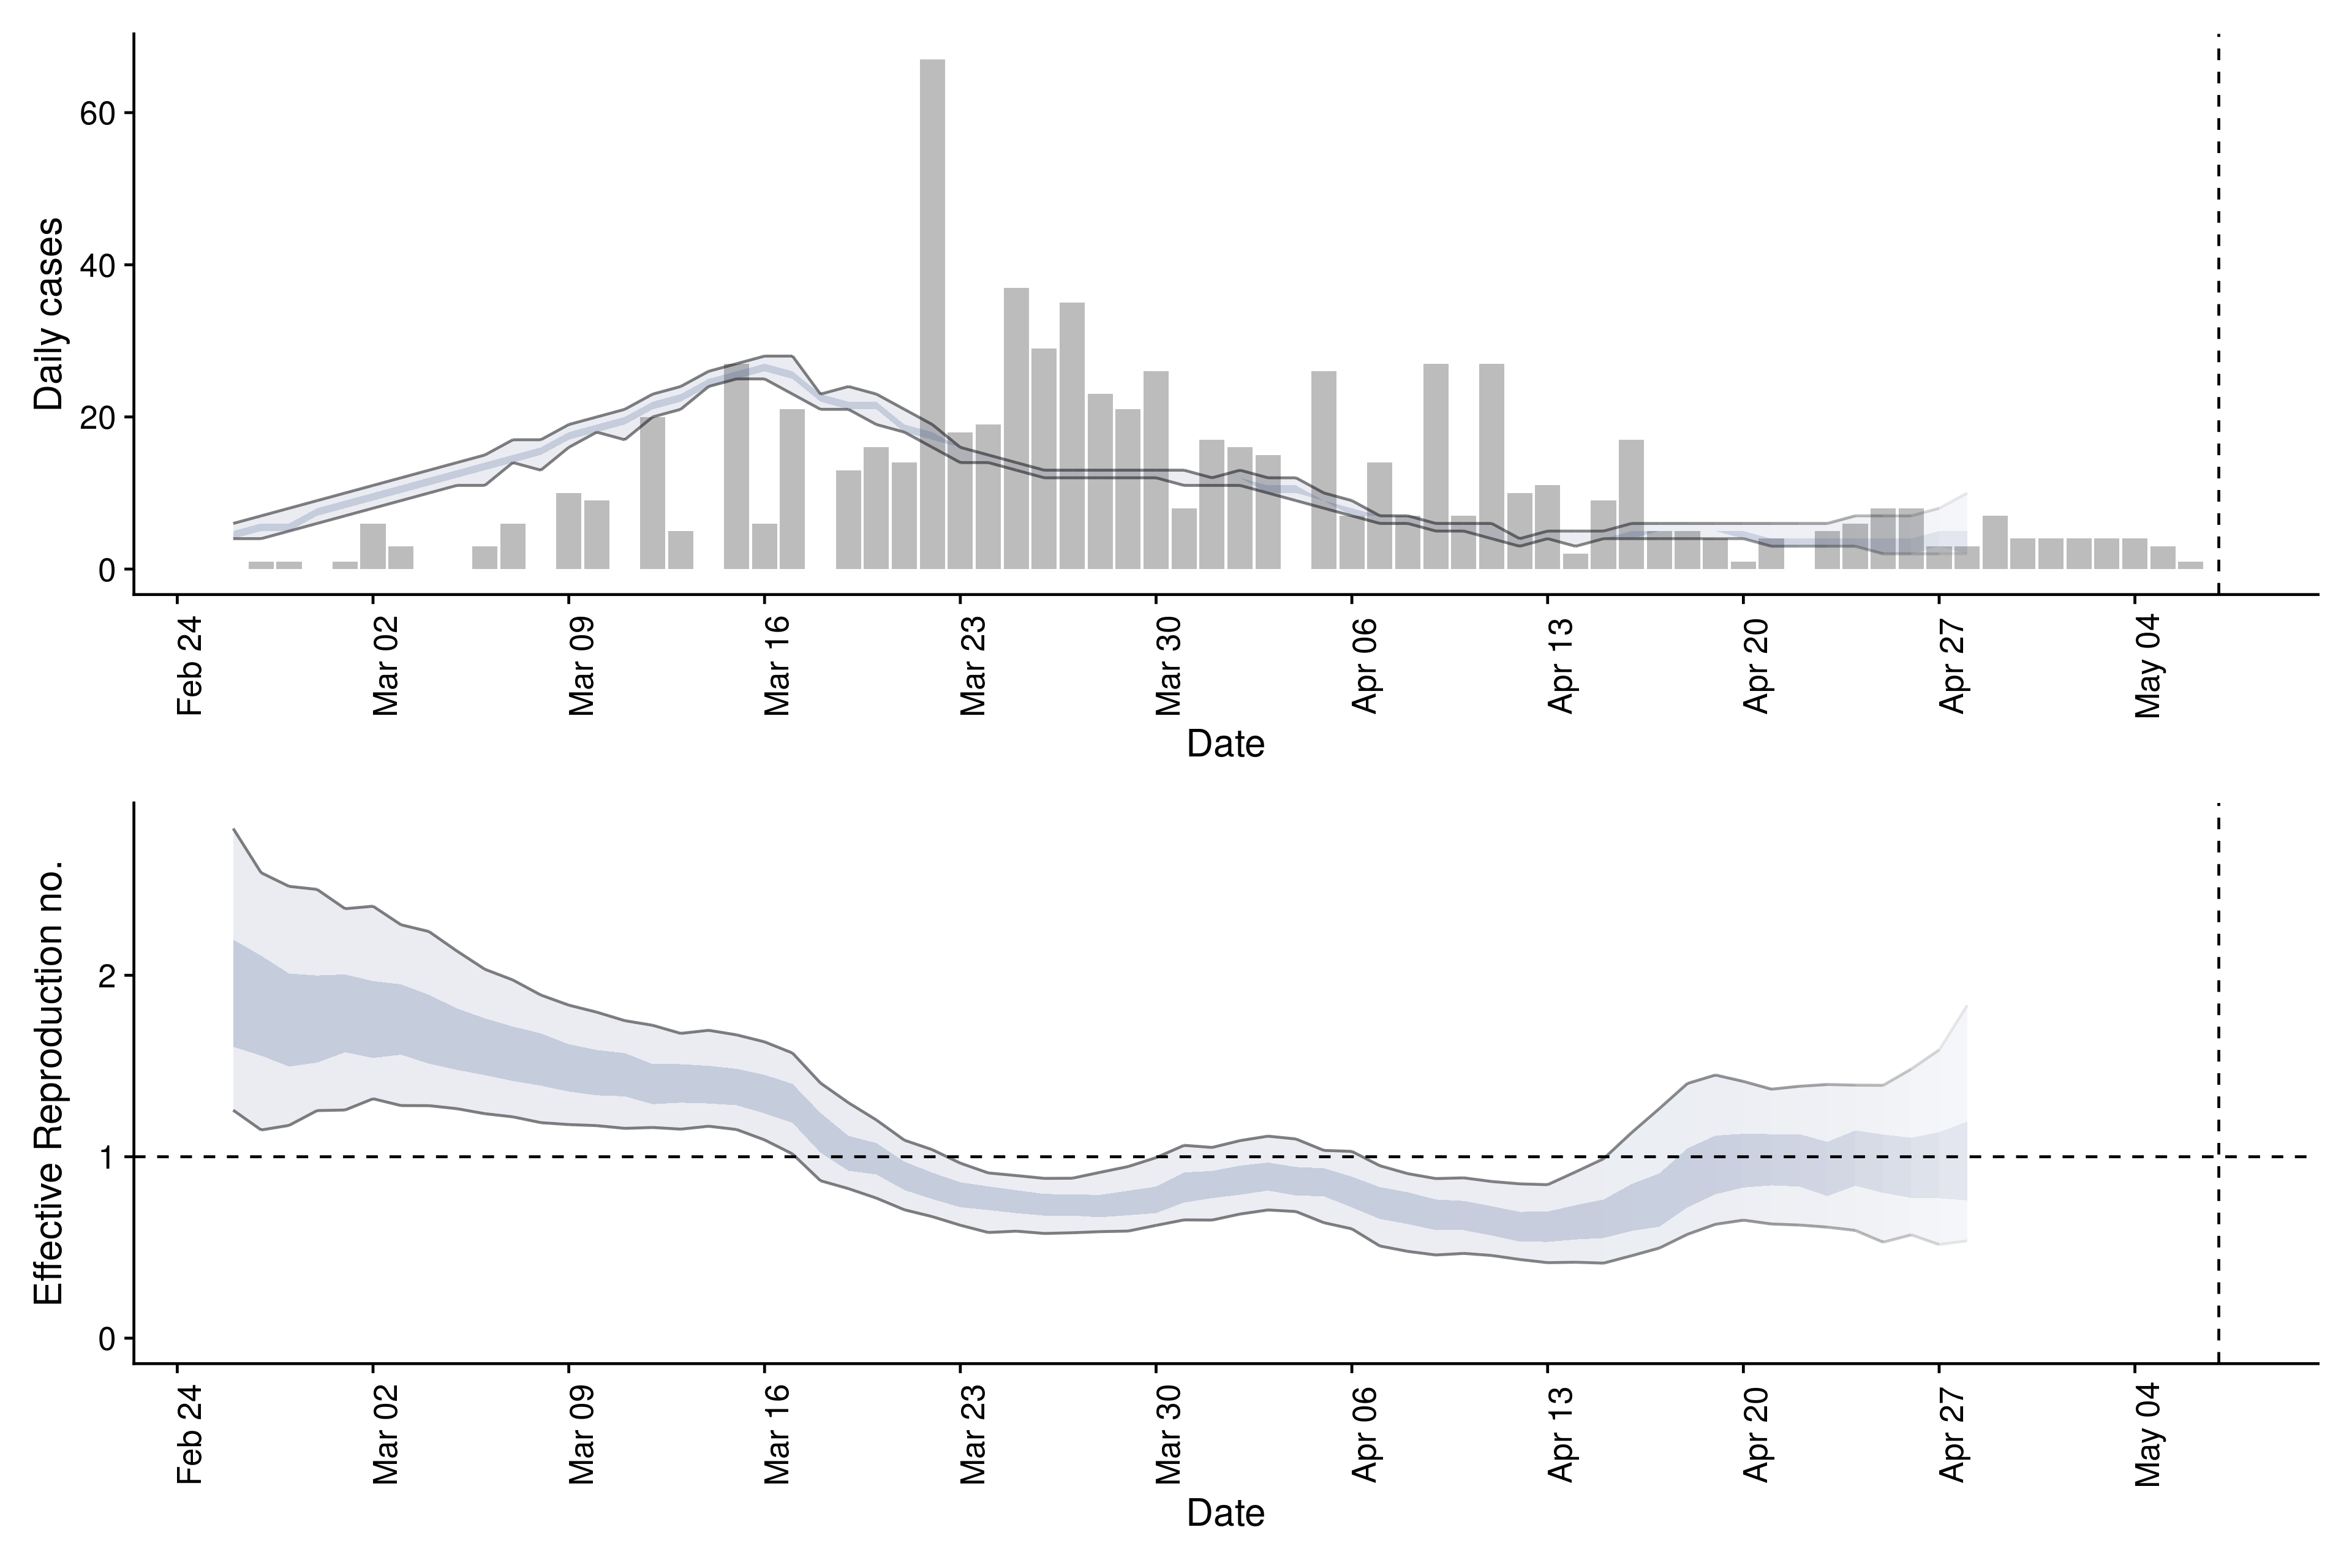 Daily cases
60
40
20
0
Feb 24
Mar 02
Mar 09
Mar 16
Mar 23
Mar 30
Apr 06
Apr 13
Apr 20
Apr 27
May 04
Date
Effective Reproduction no.
2
1
0
Feb 24
Mar 02
Mar 09
Mar 16
Mar 23
Mar 30
Apr 06
Apr 13
Apr 20
Apr 27
May 04
Date